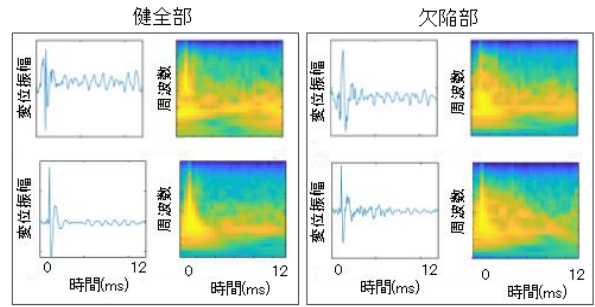 健全部
欠陥部
変位振幅
周波数
変位振幅
周波数
変位振幅
周波数
変位振幅
周波数
0 12
0 12
0 12
0 12
時間(ms)
時間(ms)
時間(ms)
時間(ms)